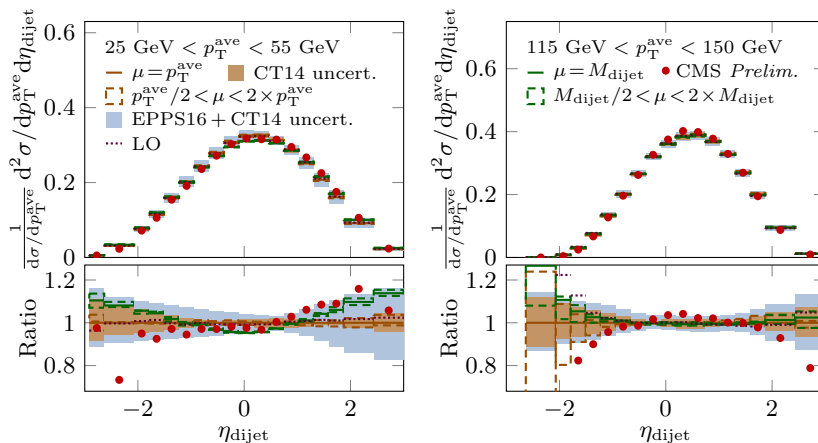 25 GeV < p_T^ave < 55 GeV
μ = p_T^ave CT14 uncert.
p_T^ave/2 < μ < 2 × p_T^ave
EPPS16 + CT14 uncert.
LO
1/(dσ/dp_T^ave) d²σ/dp_T^ave dη_dijet
0.6
0.4
0.2
0
Ratio
1.2
1
0.8
−2 0 2
η_dijet
115 GeV < p_T^ave < 150 GeV
μ = M_dijet CMS Prelim.
M_dijet/2 < μ < 2 × M_dijet
1/(dσ/dp_T^ave) d²σ/dp_T^ave dη_dijet
0.6
0.4
0.2
0
Ratio
1.2
1
0.8
−2 0 2
η_dijet